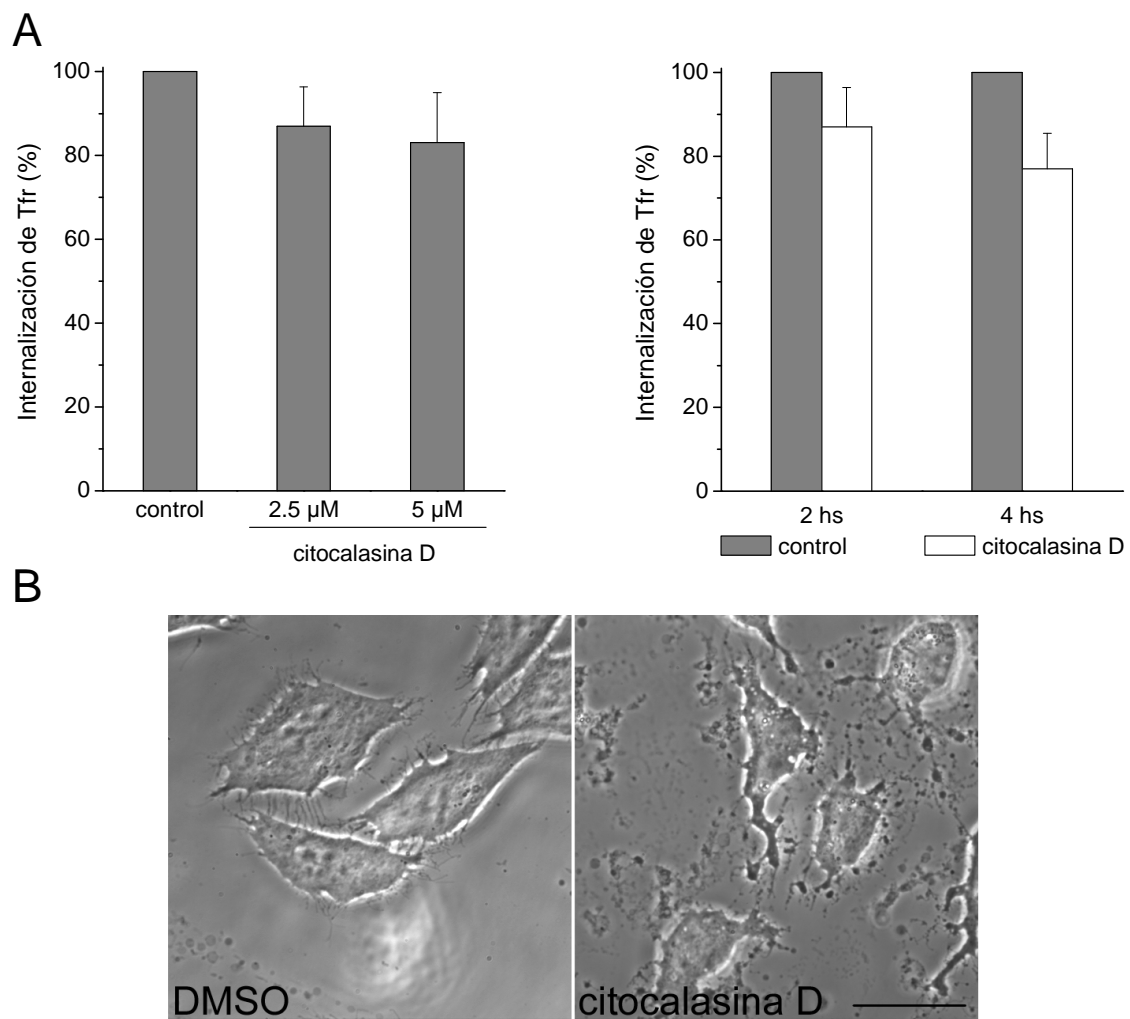 A
Internalización de Tfr (%)
100
80
60
40
20
0
control
2.5 µM
5 µM
citocalasina D
Internalización de Tfr (%)
100
80
60
40
20
0
2 hs
4 hs
control
citocalasina D
B
DMSO
citocalasina D